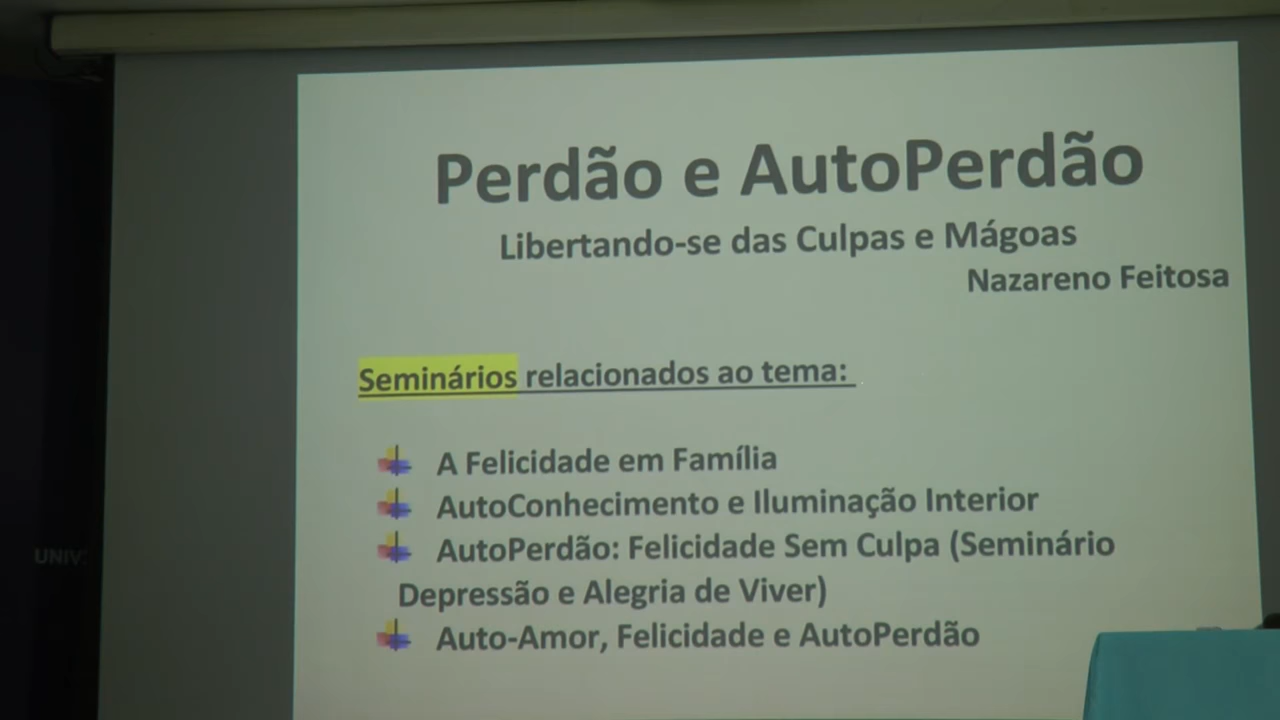 Perdão e AutoPerdão
Libertando-se das Culpas e Mágoas
Nazareno Feitosa
Seminários relacionados ao tema:
A Felicidade em Família
AutoConhecimento e Iluminação Interior
AutoPerdão: Felicidade Sem Culpa (Seminário
Depressão e Alegria de Viver)
Auto-Amor, Felicidade e AutoPerdão
UNIV